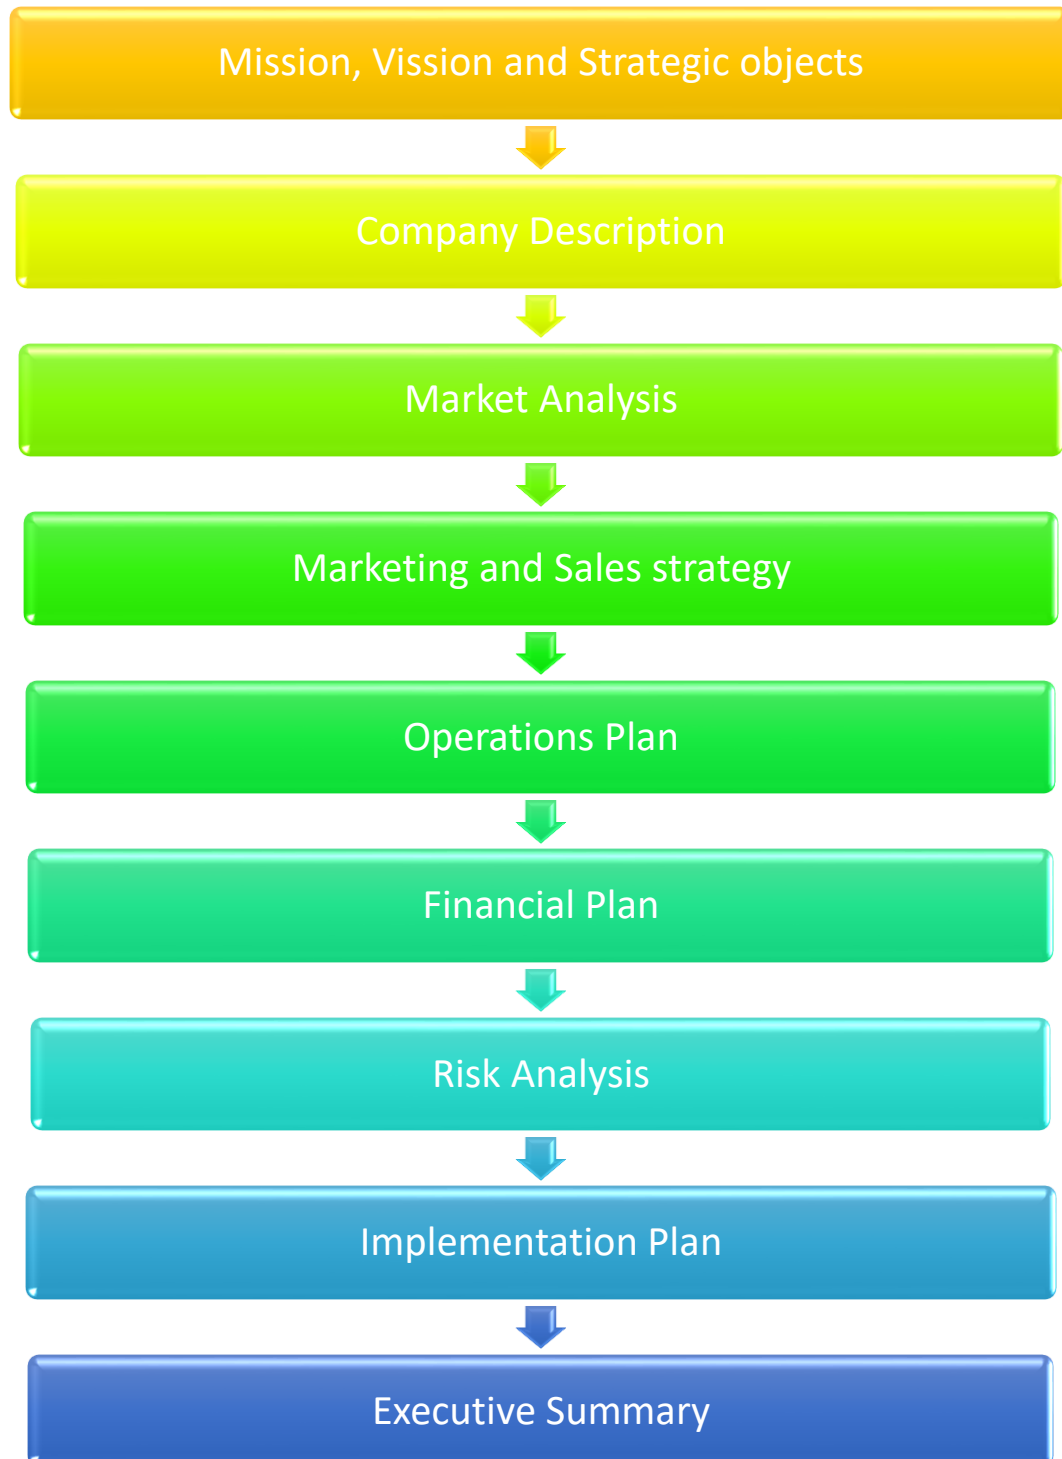 Mission, Vission and Strategic objects
Company Description
Market Analysis
Marketing and Sales strategy
Operations Plan
Financial Plan
Risk Analysis
Implementation Plan
Executive Summary